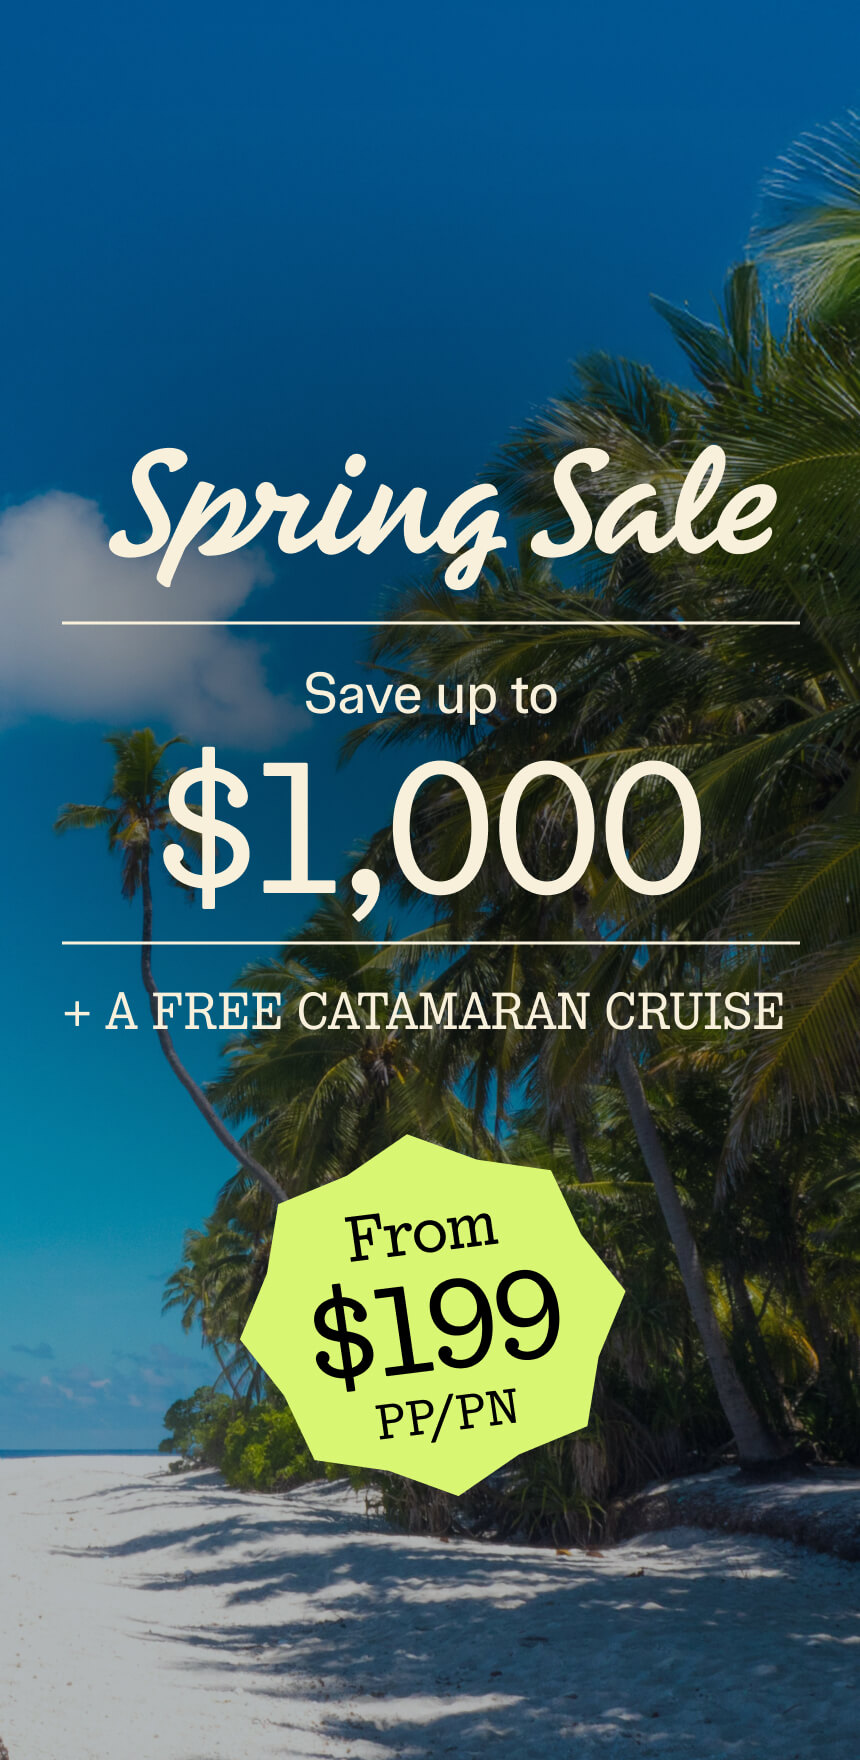 Spring Sale
Save up to
$1,000
+ A FREE CATAMARAN CRUISE
From
$199
PP/PN